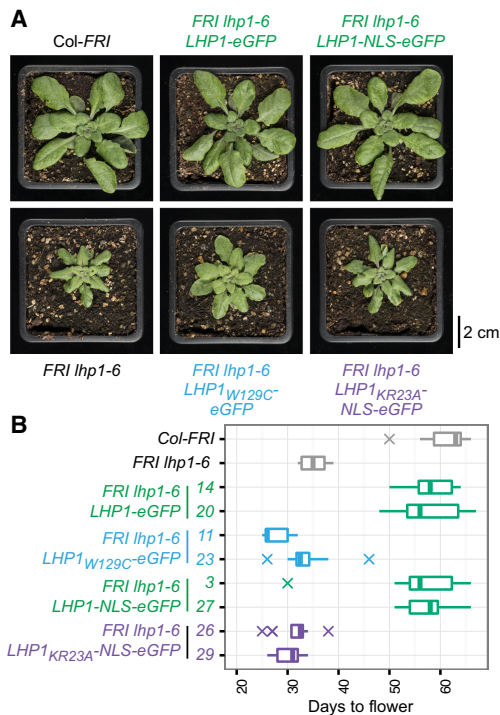 A
Col-FRI
FRI lhp1-6
LHP1-eGFP
FRI lhp1-6
LHP1-NLS-eGFP
2 cm
FRI lhp1-6
FRI lhp1-6
LHP1W129C-
eGFP
FRI lhp1-6
LHP1KR23A-
NLS-eGFP
B
Col-FRI
FRI lhp1-6
FRI lhp1-6 14
LHP1-eGFP 20
FRI lhp1-6 11
LHP1W129C-eGFP 23
FRI lhp1-6 3
LHP1-NLS-eGFP 27
FRI lhp1-6 26
LHP1KR23A-NLS-eGFP 29
20 30 40 50 60
Days to flower